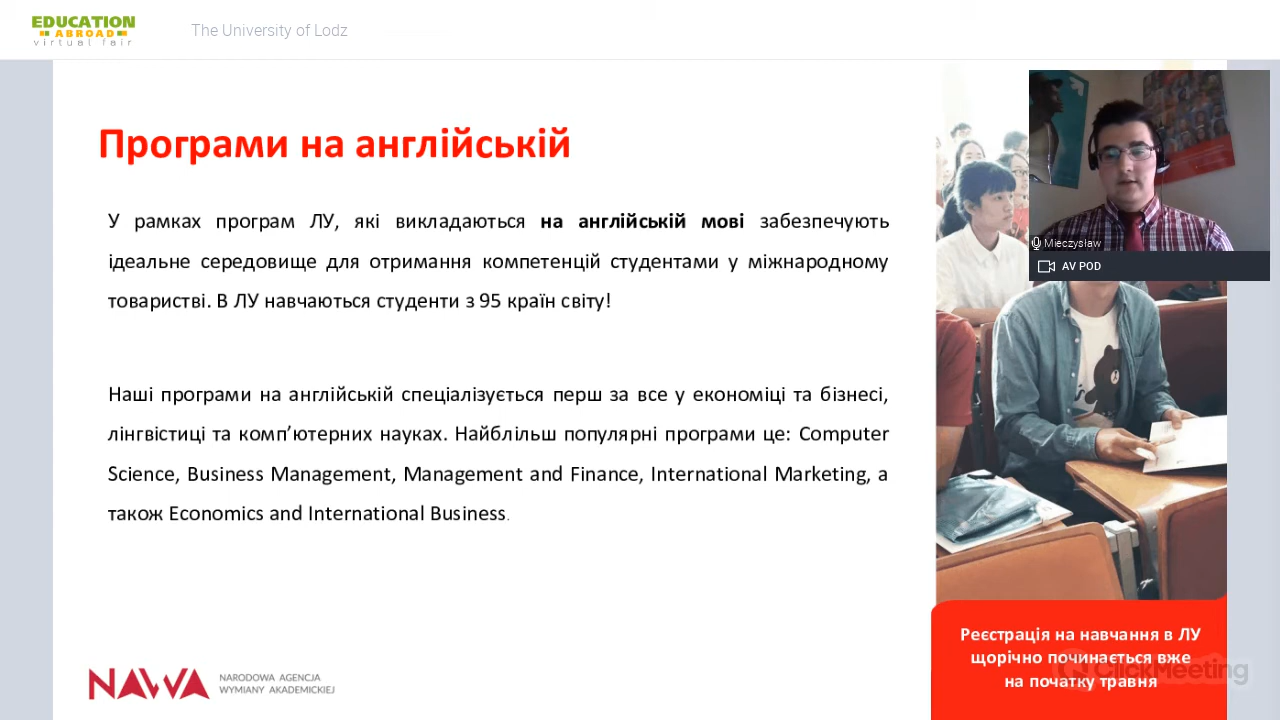 EDUCATION
ABROAD
virtual fair
The University of Lodz
Програми на англійській
У рамках програм ЛУ, які викладаються на англійській мові забезпечують
ідеальне середовище для отримання компетенцій студентами у міжнародному
товаристві. В ЛУ навчаються студенти з 95 країн світу!
Наші програми на англійській спеціалізується перш за все у економіці та бізнесі,
лінгвістиці та комп’ютерних науках. Найблільш популярні програми це: Computer
Science, Business Management, Management and Finance, International Marketing, а
також Economics and International Business.
Mieczysław
AV POD
Реєстрація на навчання в ЛУ
щорічно починається вже
на початку травня
ClickMeeting
NAWA
NARODOWA AGENCJA
WYMIANY AKADEMICKIEJ